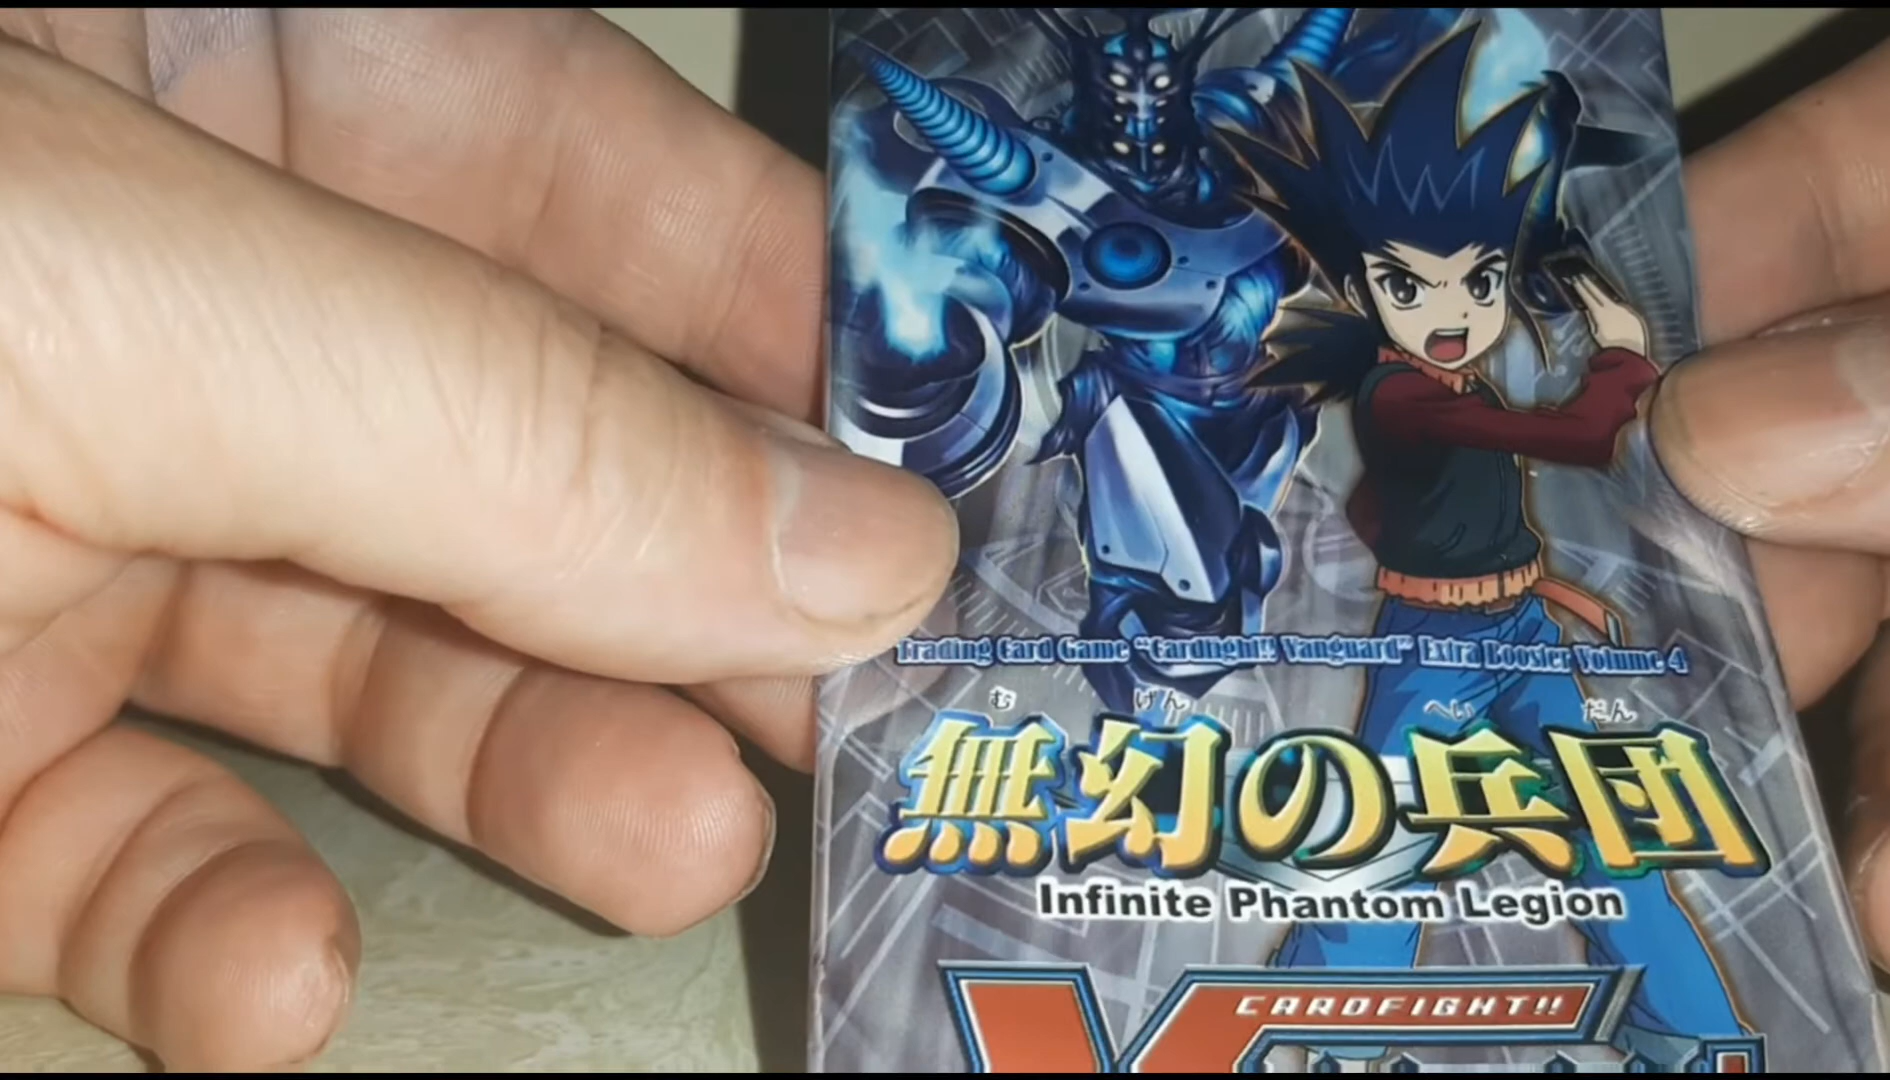 Trading Card Game "Cardfight!! Vanguard" Extra Booster Volume 4
む げん へい だん
無幻の兵団
Infinite Phantom Legion
CARDFIGHT!!